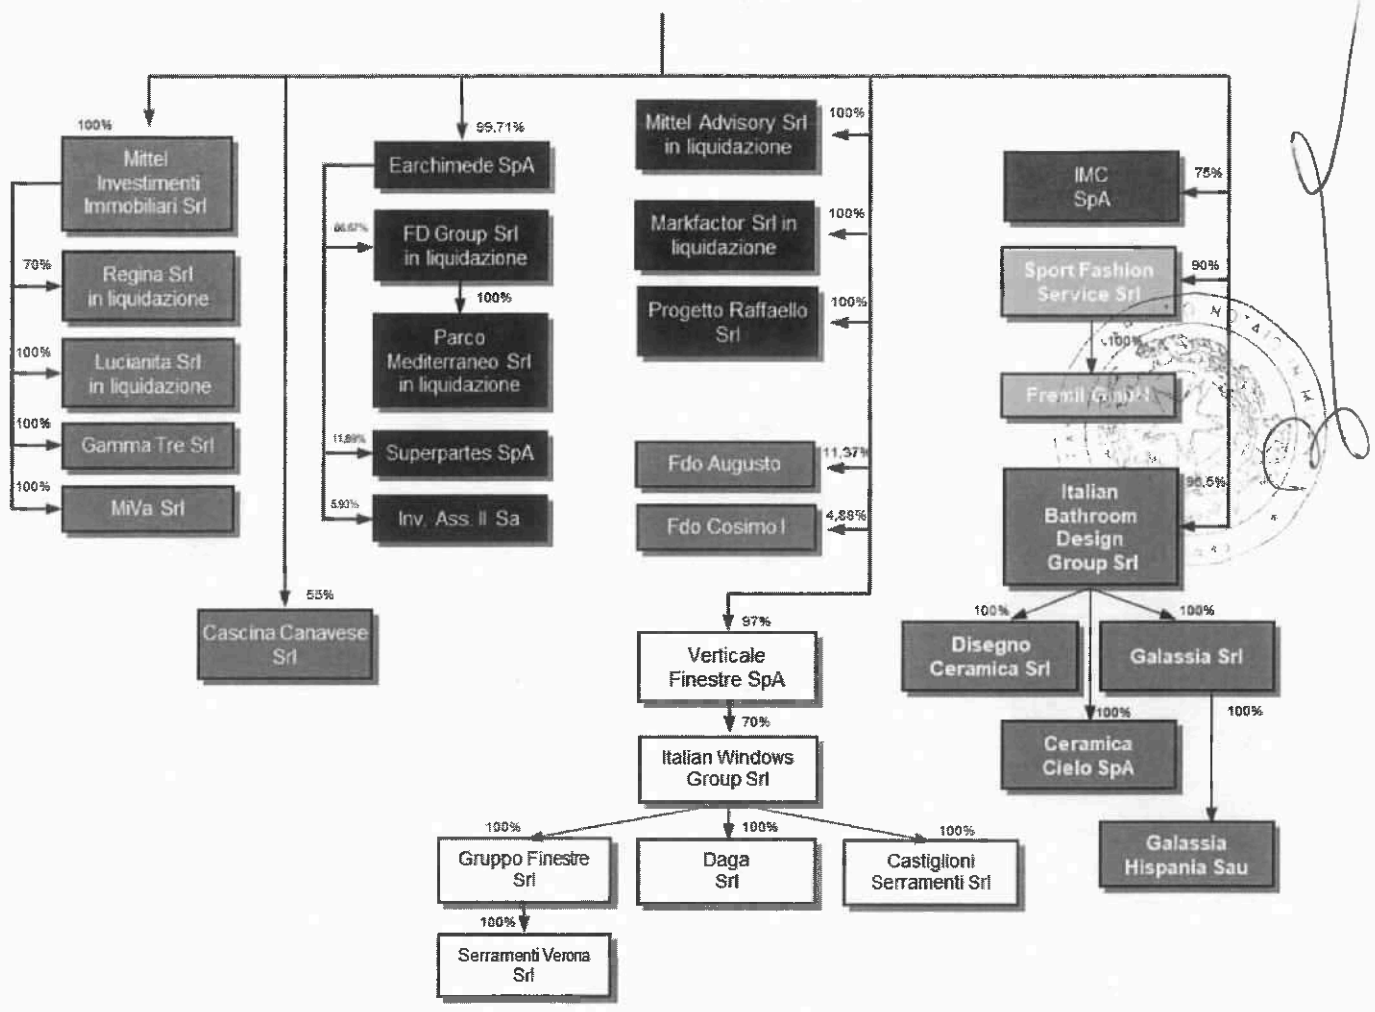 100%
Mittel
Investimenti
Immobiliari Srl
70%
Regina Srl
in liquidazione
100%
Lucianita Srl
in liquidazione
100%
Gamma Tre Srl
100%
MiVa Srl
55%
Cascina Canavese
Srl
99,71%
Earchimede SpA
FD Group Srl
in liquidazione
100%
Parco
Mediterraneo Srl
in liquidazione
Superpartes SpA
5,93%
Inv. Ass. II Sa
Mittel Advisory Srl
in liquidazione
100%
Markfactor Srl in
liquidazione
100%
Progetto Raffaello
Srl
100%
Fdo Augusto
11,37%
Fdo Cosimo I
4,88%
97%
Verticale
Finestre SpA
70%
Italian Windows
Group Srl
100%
Gruppo Finestre
Srl
100%
Daga
Srl
100%
Castiglioni
Serramenti Srl
100%
Serramenti Verona
Srl
IMC
SpA
75%
Sport Fashion
Service Srl
90%
100%
NOTAIO IN
Italian
Bathroom
Design
Group Srl
100%
Disegno
Ceramica Srl
100%
Galassia Srl
100%
Ceramica
Cielo SpA
100%
Galassia
Hispania Sau